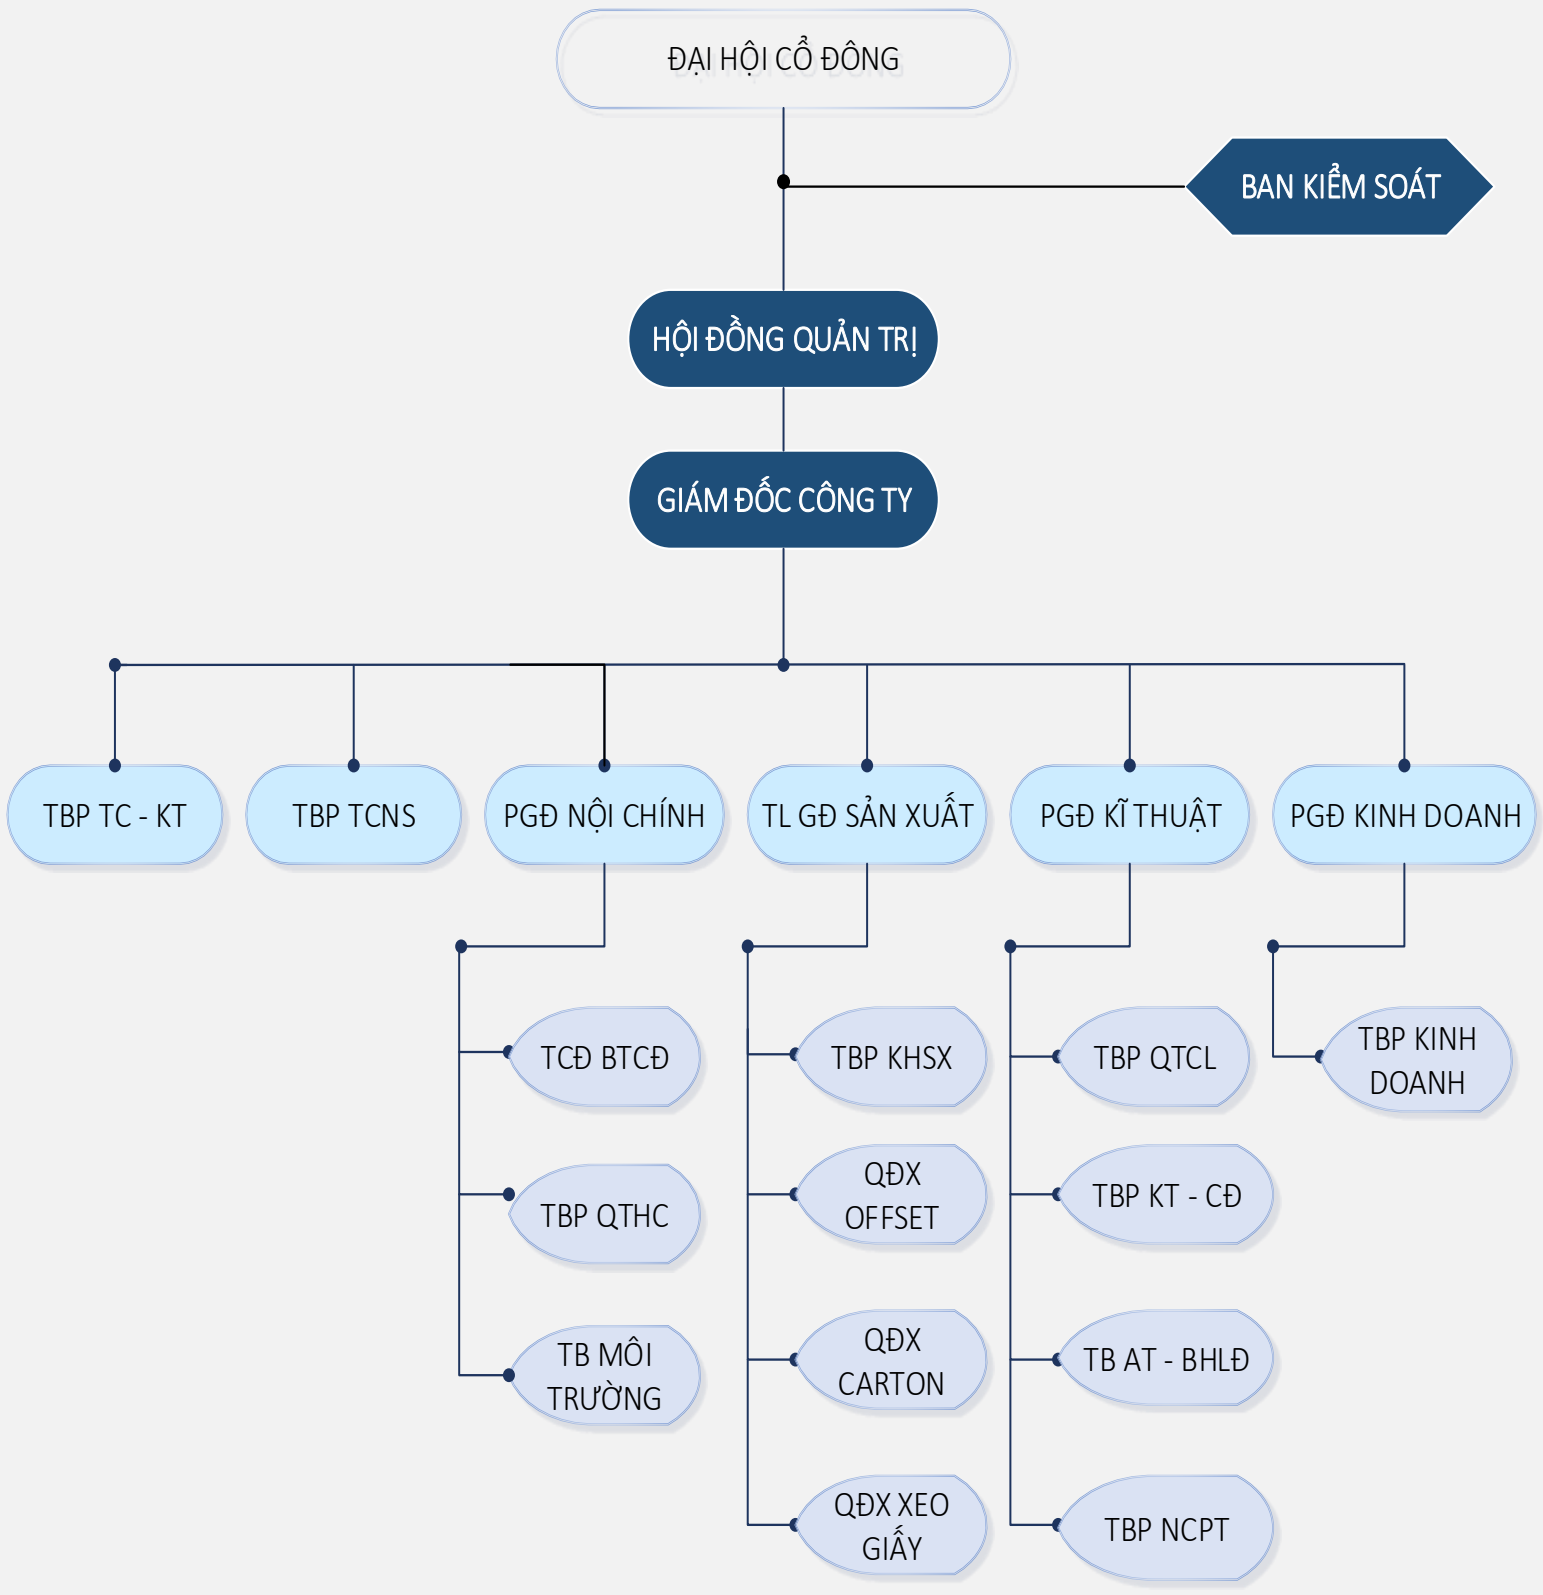 ĐẠI HỘI CỔ ĐÔNG
BAN KIỂM SOÁT
HỘI ĐỒNG QUẢN TRỊ
GIÁM ĐỐC CÔNG TY
TBP TC - KT
TBP TCNS
PGĐ NỘI CHÍNH
TL GĐ SẢN XUẤT
PGĐ KĨ THUẬT
PGĐ KINH DOANH
TCĐ BTCĐ
TBP QTHC
TB MÔI
TRƯỜNG
TBP KHSX
QĐX
OFFSET
QĐX
CARTON
QĐX XEO
GIẤY
TBP QTCL
TBP KT - CĐ
TB AT - BHLĐ
TBP NCPT
TBP KINH
DOANH